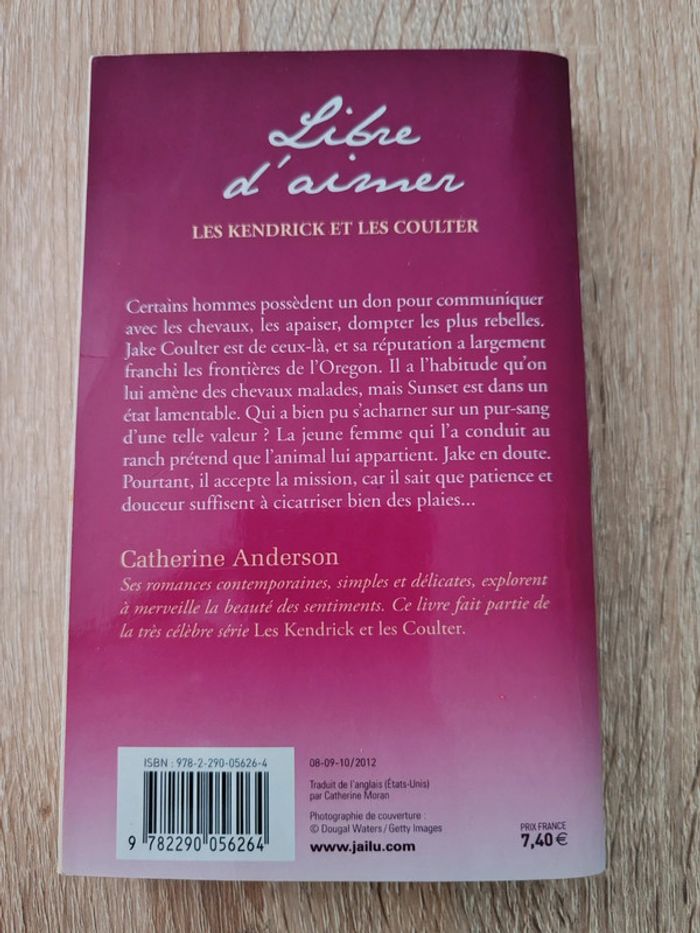 Libre
d'aimer
LES KENDRICK ET LES COULTER
Certains hommes possèdent un don pour communiquer
avec les chevaux, les apaiser, dompter les plus rebelles.
Jake Coulter est de ceux-là, et sa réputation a largement
franchi les frontières de l'Oregon. Il a l'habitude qu'on
lui amène des chevaux malades, mais Sunset est dans un
état lamentable. Qui a bien pu s'acharner sur un pur-sang
d'une telle valeur ? La jeune femme qui l'a conduit au
ranch prétend que l'animal lui appartient. Jake en doute.
Pourtant, il accepte la mission, car il sait que patience et
douceur suffisent à cicatriser bien des plaies...
Catherine Anderson
Ses romances contemporaines, simples et délicates, explorent
à merveille la beauté des sentiments. Ce livre fait partie de
la très célèbre série Les Kendrick et les Coulter.
ISBN : 978-2-290-05626-4
9 782290 056264
08-09-10/2012
Traduit de l'anglais (États-Unis)
par Catherine Moran
Photographie de couverture :
© Dougal Waters / Getty Images
www.jailu.com
PRIX FRANCE
7,40 €